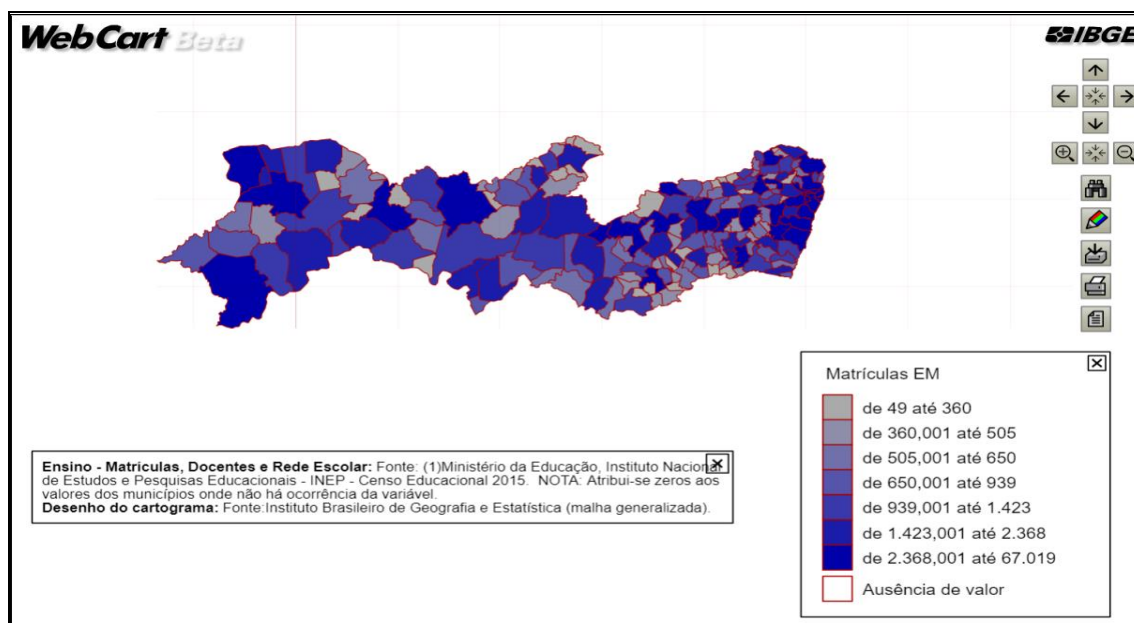 WebCart Beta
IBGE
Matrículas EM
de 49 até 360
de 360,001 até 505
de 505,001 até 650
de 650,001 até 939
de 939,001 até 1.423
de 1.423,001 até 2.368
de 2.368,001 até 67.019
Ausência de valor
Ensino - Matriculas, Docentes e Rede Escolar: Fonte: (1)Ministério da Educação, Instituto Nacional
de Estudos e Pesquisas Educacionais - INEP - Censo Educacional 2015. NOTA: Atribui-se zeros aos
valores dos municípios onde não há ocorrência da variável.
Desenho do cartograma: Fonte:Instituto Brasileiro de Geografia e Estatística (malha generalizada).